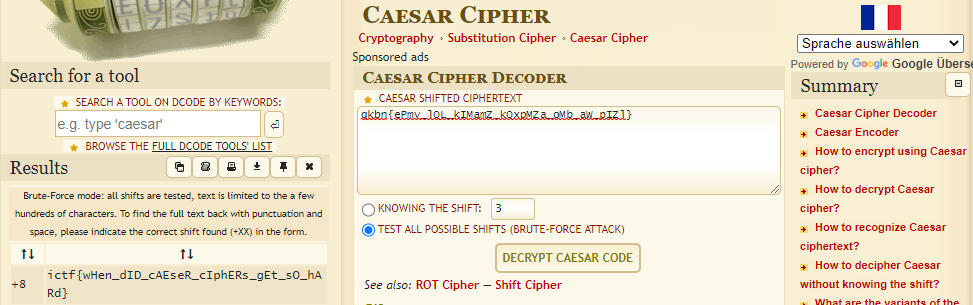 CAESAR CIPHER
Cryptography › Substitution Cipher › Caesar Cipher
Sponsored ads
Sprache auswählen
Powered by Google Google Überse
Search for a tool
SEARCH A TOOL ON DCODE BY KEYWORDS:
e.g. type 'caesar'
BROWSE THE FULL DCODE TOOLS' LIST
Results
Brute-Force mode: all shifts are tested, text is limited to the a few
hundreds of characters. To find the full text back with punctuation and
space, please indicate the correct shift found (+XX) in the form.
↑↓ ↑↓
+8 ictf{wHen_dID_cAEseR_cIphERs_gEt_sO_hA
Rd}
CAESAR CIPHER DECODER
CAESAR SHIFTED CIPHERTEXT
qkbn{ePmv_lQL_kIMamZ_kQxpMZa_oMb_aW_pIZl}
KNOWING THE SHIFT: 3
TEST ALL POSSIBLE SHIFTS (BRUTE-FORCE ATTACK)
DECRYPT CAESAR CODE
See also: ROT Cipher — Shift Cipher
Summary
Caesar Cipher Decoder
Caesar Encoder
How to encrypt using Caesar
cipher?
How to decrypt Caesar
cipher?
How to recognize Caesar
ciphertext?
How to decipher Caesar
without knowing the shift?
What are the variants of the